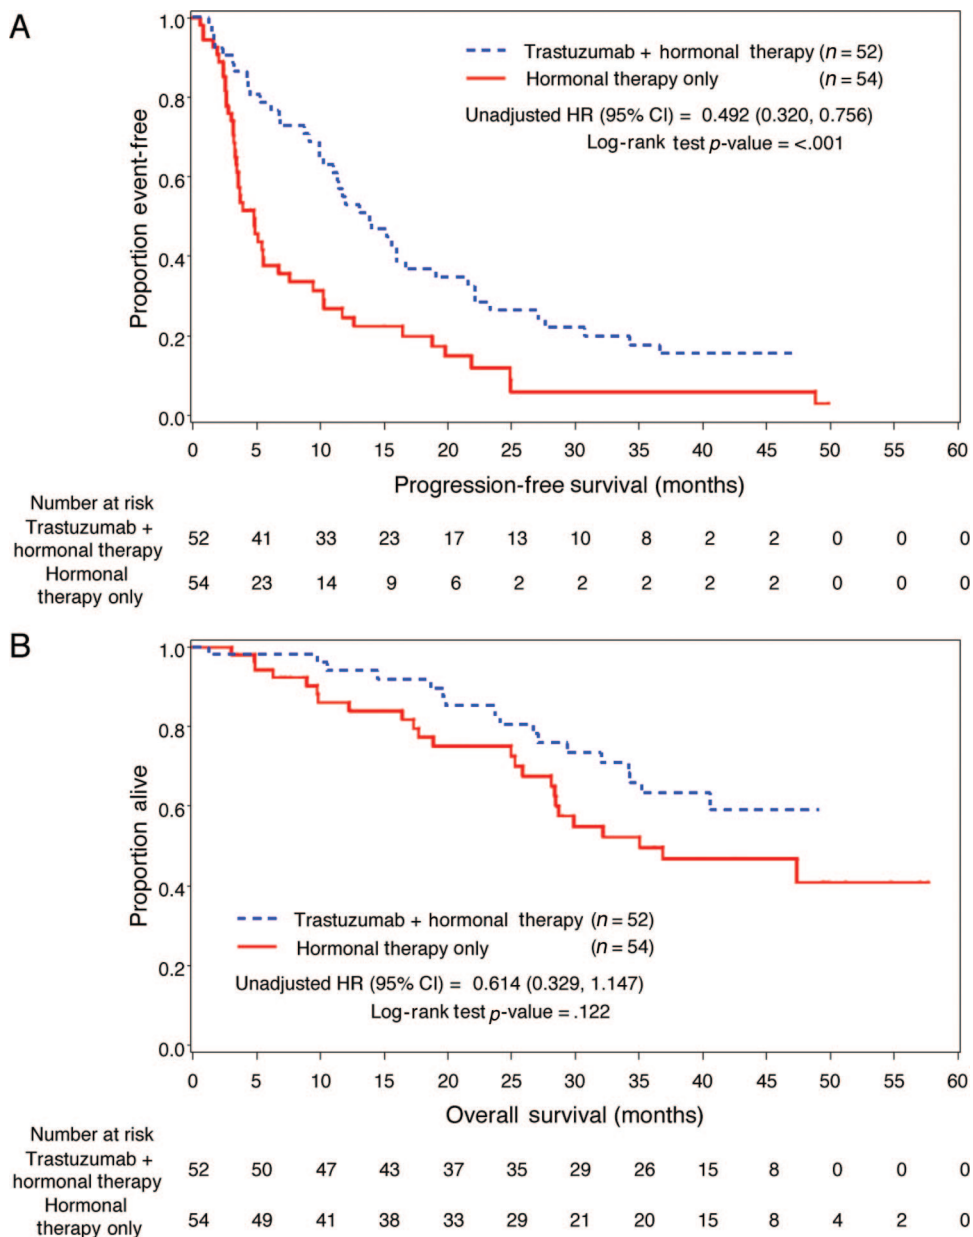 A
Trastuzumab + hormonal therapy (n = 52)
Hormonal therapy only (n = 54)
Unadjusted HR (95% CI) = 0.492 (0.320, 0.756)
Log-rank test p-value = <.001
Proportion event-free
1.0
0.8
0.6
0.4
0.2
0.0
0 5 10 15 20 25 30 35 40 45 50 55 60
Progression-free survival (months)
Number at risk
Trastuzumab +
hormonal therapy 52 41 33 23 17 13 10 8 2 2 0 0 0
Hormonal
therapy only 54 23 14 9 6 2 2 2 2 2 0 0 0
B
Proportion alive
1.0
0.8
0.6
0.4
0.2
0.0
Trastuzumab + hormonal therapy (n = 52)
Hormonal therapy only (n = 54)
Unadjusted HR (95% CI) = 0.614 (0.329, 1.147)
Log-rank test p-value = .122
0 5 10 15 20 25 30 35 40 45 50 55 60
Overall survival (months)
Number at risk
Trastuzumab +
hormonal therapy 52 50 47 43 37 35 29 26 15 8 0 0 0
Hormonal
therapy only 54 49 41 38 33 29 21 20 15 8 4 2 0